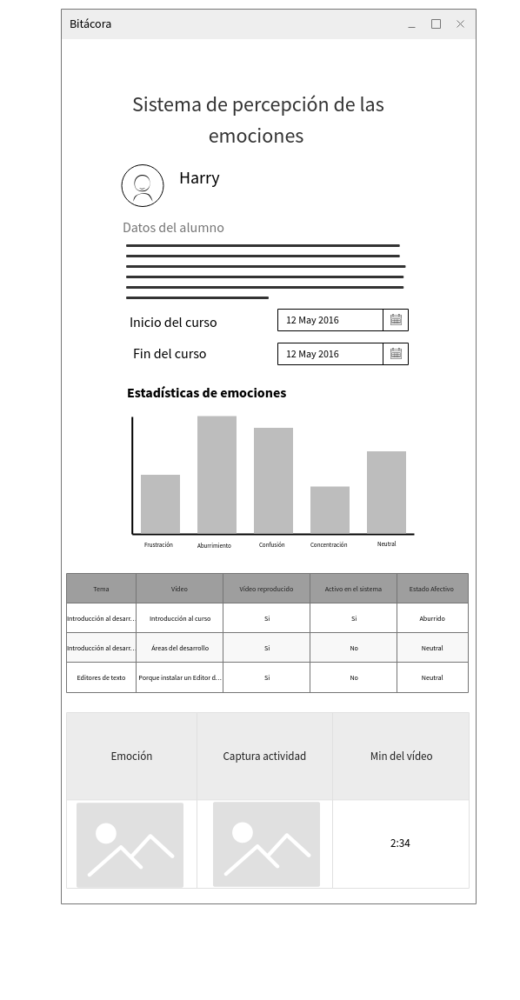 Bitácora
Sistema de percepción de las
emociones
Harry
Datos del alumno
Inicio del curso 12 May 2016
Fin del curso 12 May 2016
Estadísticas de emociones
Frustración Aburrimiento Confusión Concentración Neutral
Tema Vídeo Vídeo reproducido Activo en el sistema Estado Afectivo
Introducción al desarr... Introducción al curso Si Si Aburrido
Introducción al desarr... Áreas del desarrollo Si No Neutral
Editores de texto Porque instalar un Editor d... Si No Neutral
Emoción Captura actividad Min del vídeo
2:34